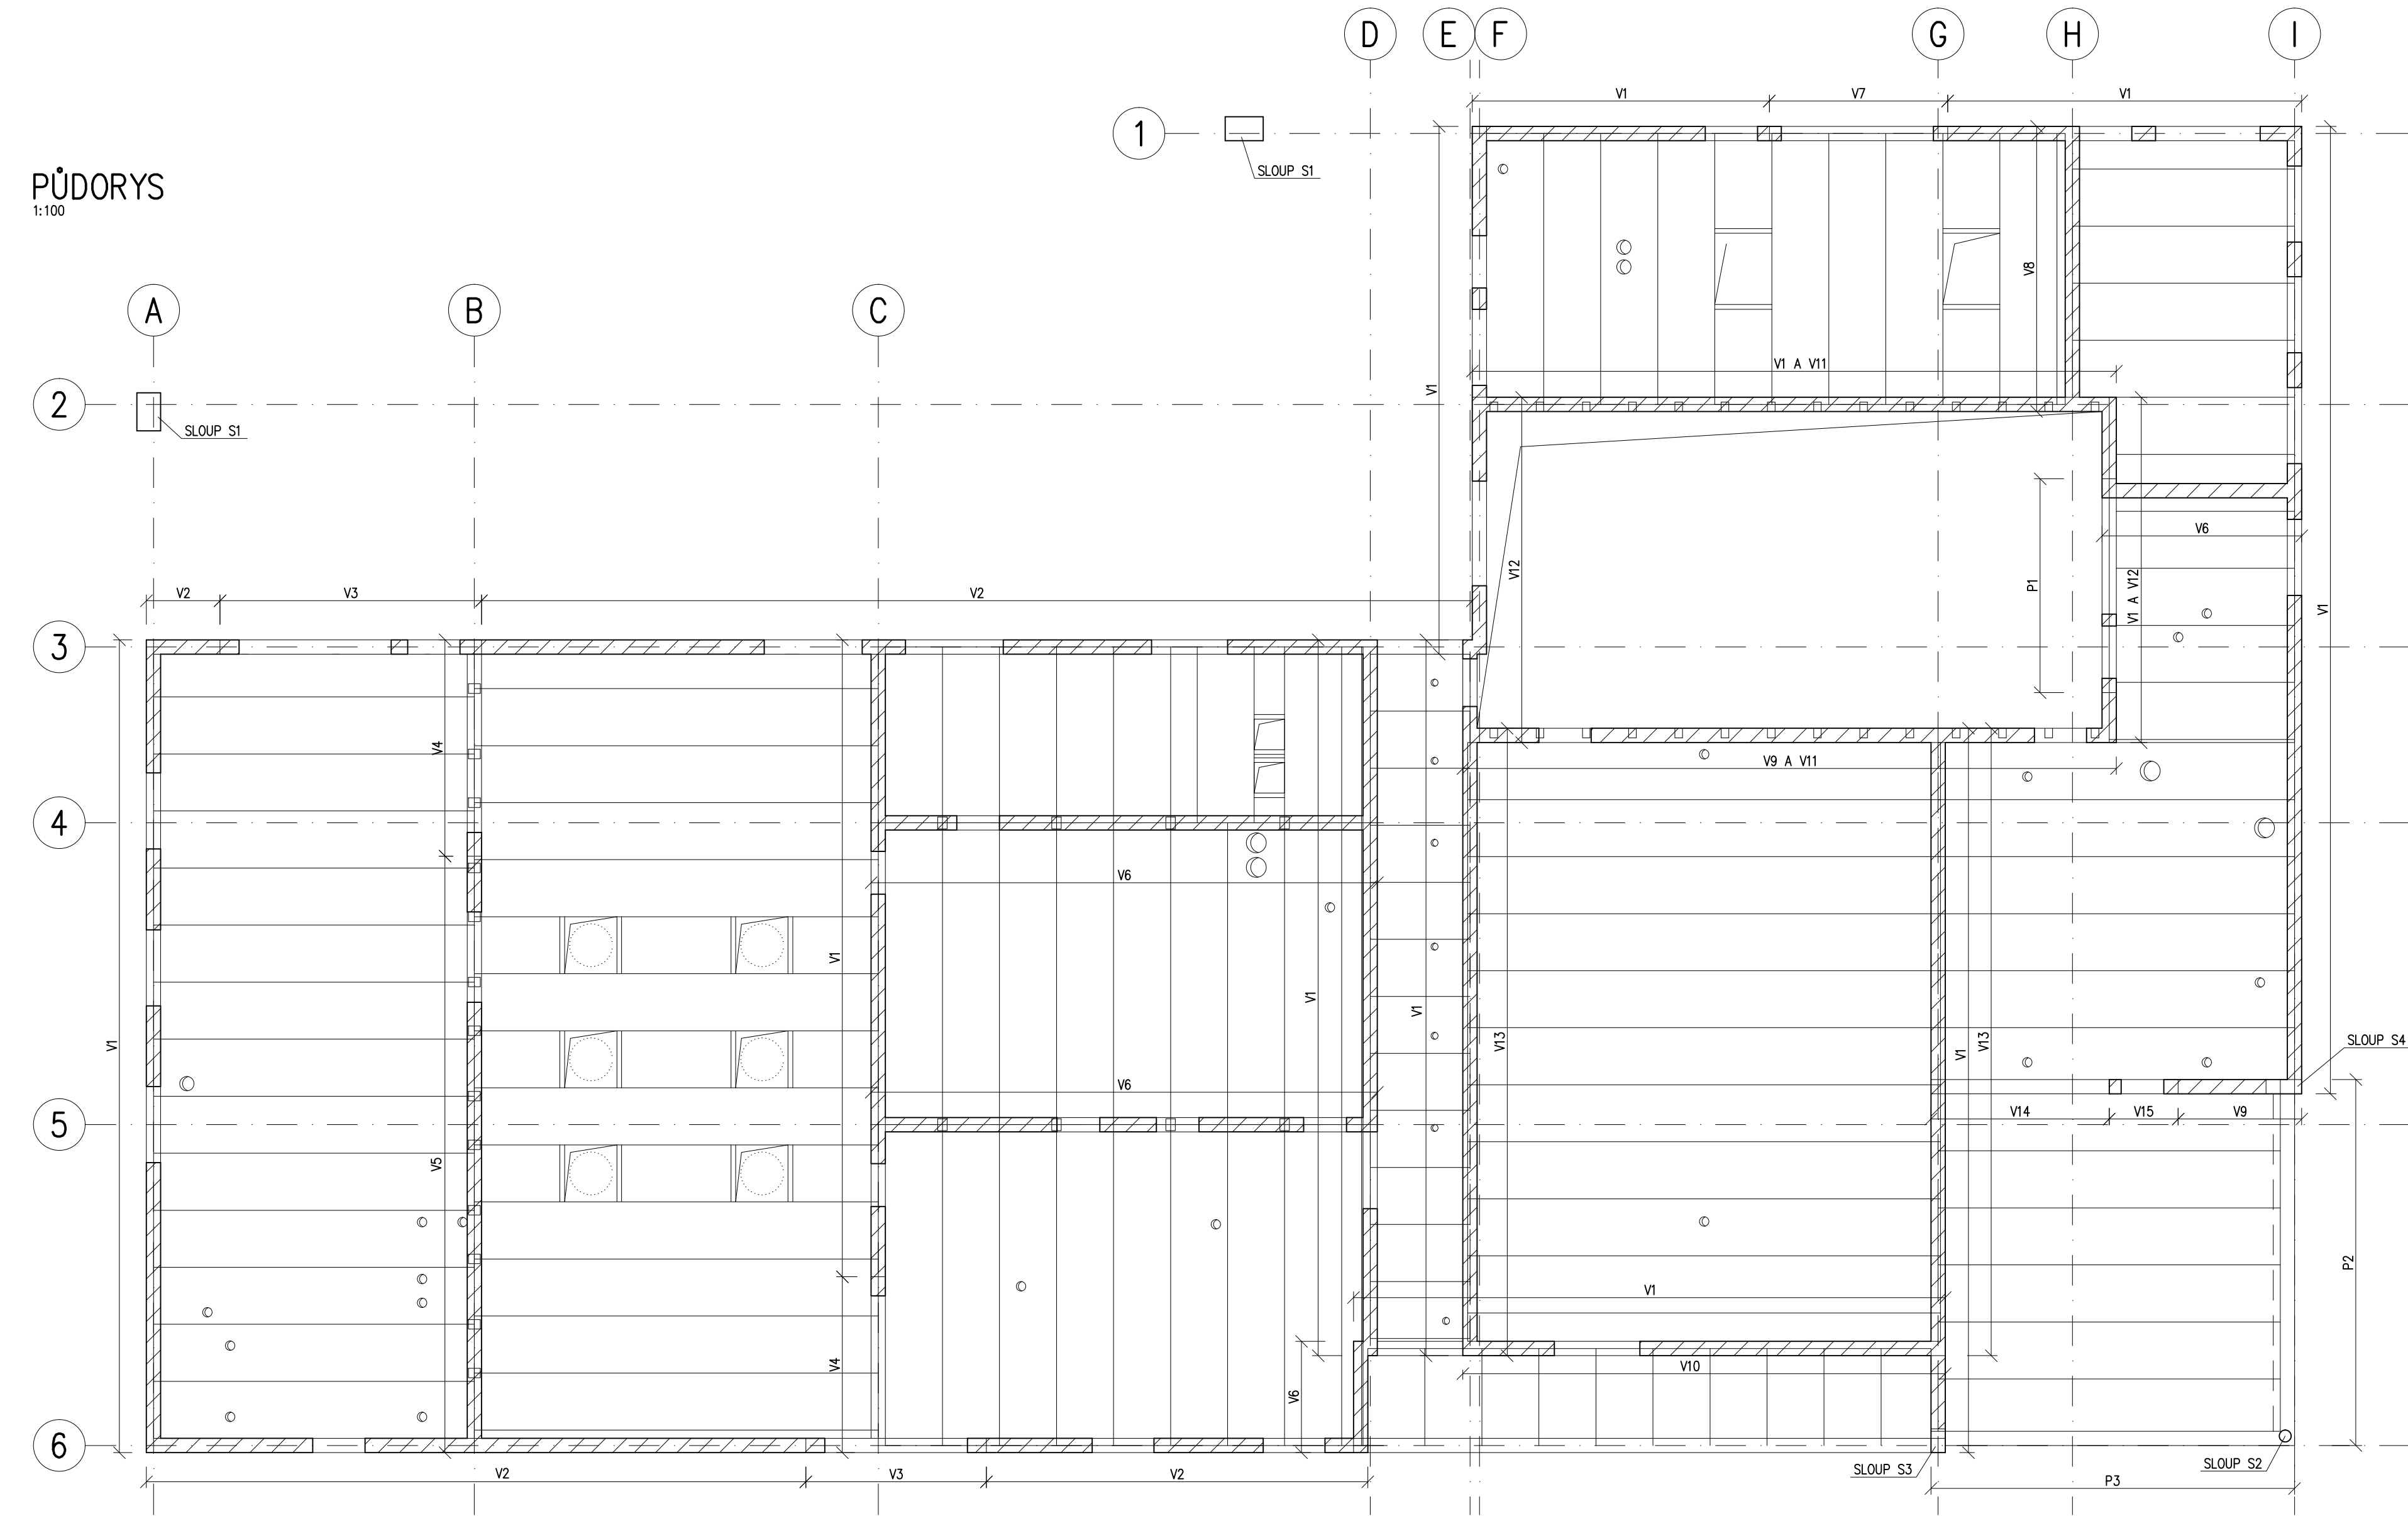 D
E
F
G
H
I
V1
V7
V1
1
SLOUP S1
PŮDORYS
1:100
V8
A
B
C
V1 A V11
V1
2
SLOUP S1
V6
V12
P1
V1 A V12
V1
V2
V3
V2
3
V4
V9 A V11
4
V6
V1
V1
V1
V13
V1
V13
V1
SLOUP S4
V6
5
V14
V15
V9
V5
P2
V1
V4
V10
V6
6
SLOUP S3
SLOUP S2
V2
V3
V2
P3